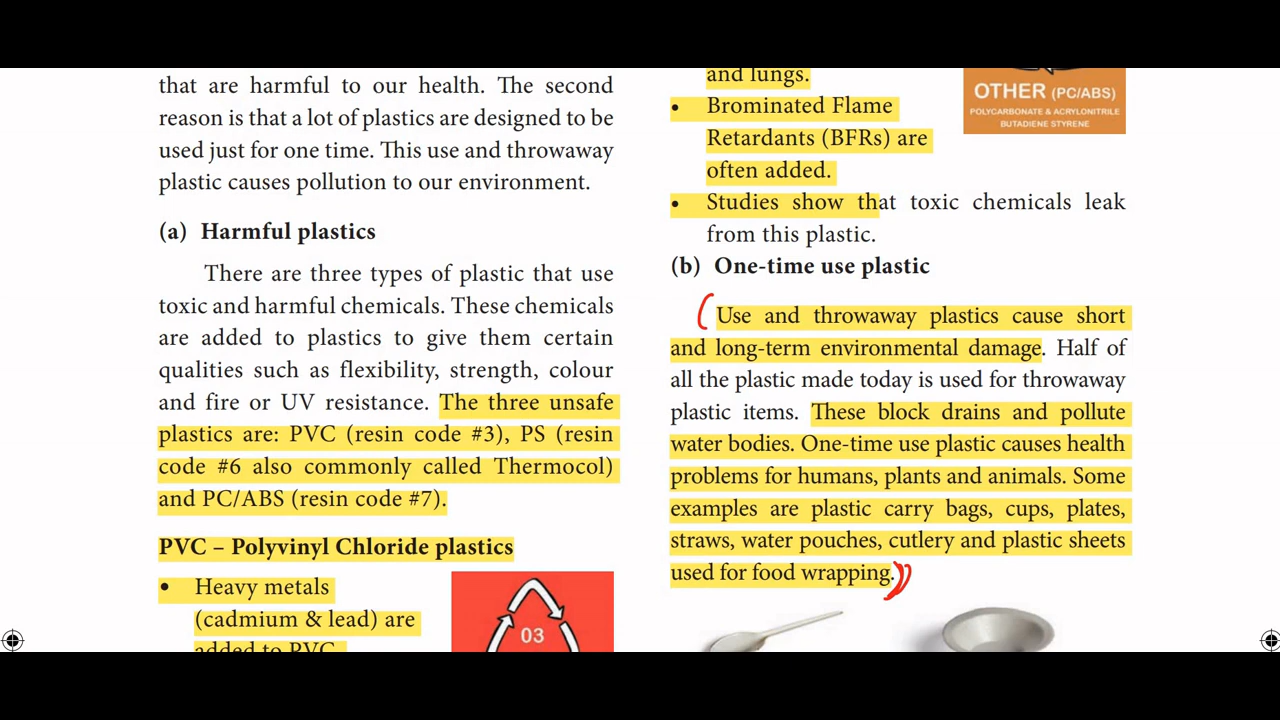 that are harmful to our health. The second
reason is that a lot of plastics are designed to be
used just for one time. This use and throwaway
plastic causes pollution to our environment.
(a) Harmful plastics
There are three types of plastic that use
toxic and harmful chemicals. These chemicals
are added to plastics to give them certain
qualities such as flexibility, strength, colour
and fire or UV resistance. The three unsafe
plastics are: PVC (resin code #3), PS (resin
code #6 also commonly called Thermocol)
and PC/ABS (resin code #7).
PVC – Polyvinyl Chloride plastics
• Heavy metals
(cadmium & lead) are
added to PVC.
03
and lungs.
• Brominated Flame
Retardants (BFRs) are
often added.
• Studies show that toxic chemicals leak
from this plastic.
OTHER (PC/ABS)
POLYCARBONATE & ACRYLONITRILE
BUTADIENE STYRENE
(b) One-time use plastic
Use and throwaway plastics cause short
and long-term environmental damage. Half of
all the plastic made today is used for throwaway
plastic items. These block drains and pollute
water bodies. One-time use plastic causes health
problems for humans, plants and animals. Some
examples are plastic carry bags, cups, plates,
straws, water pouches, cutlery and plastic sheets
used for food wrapping.